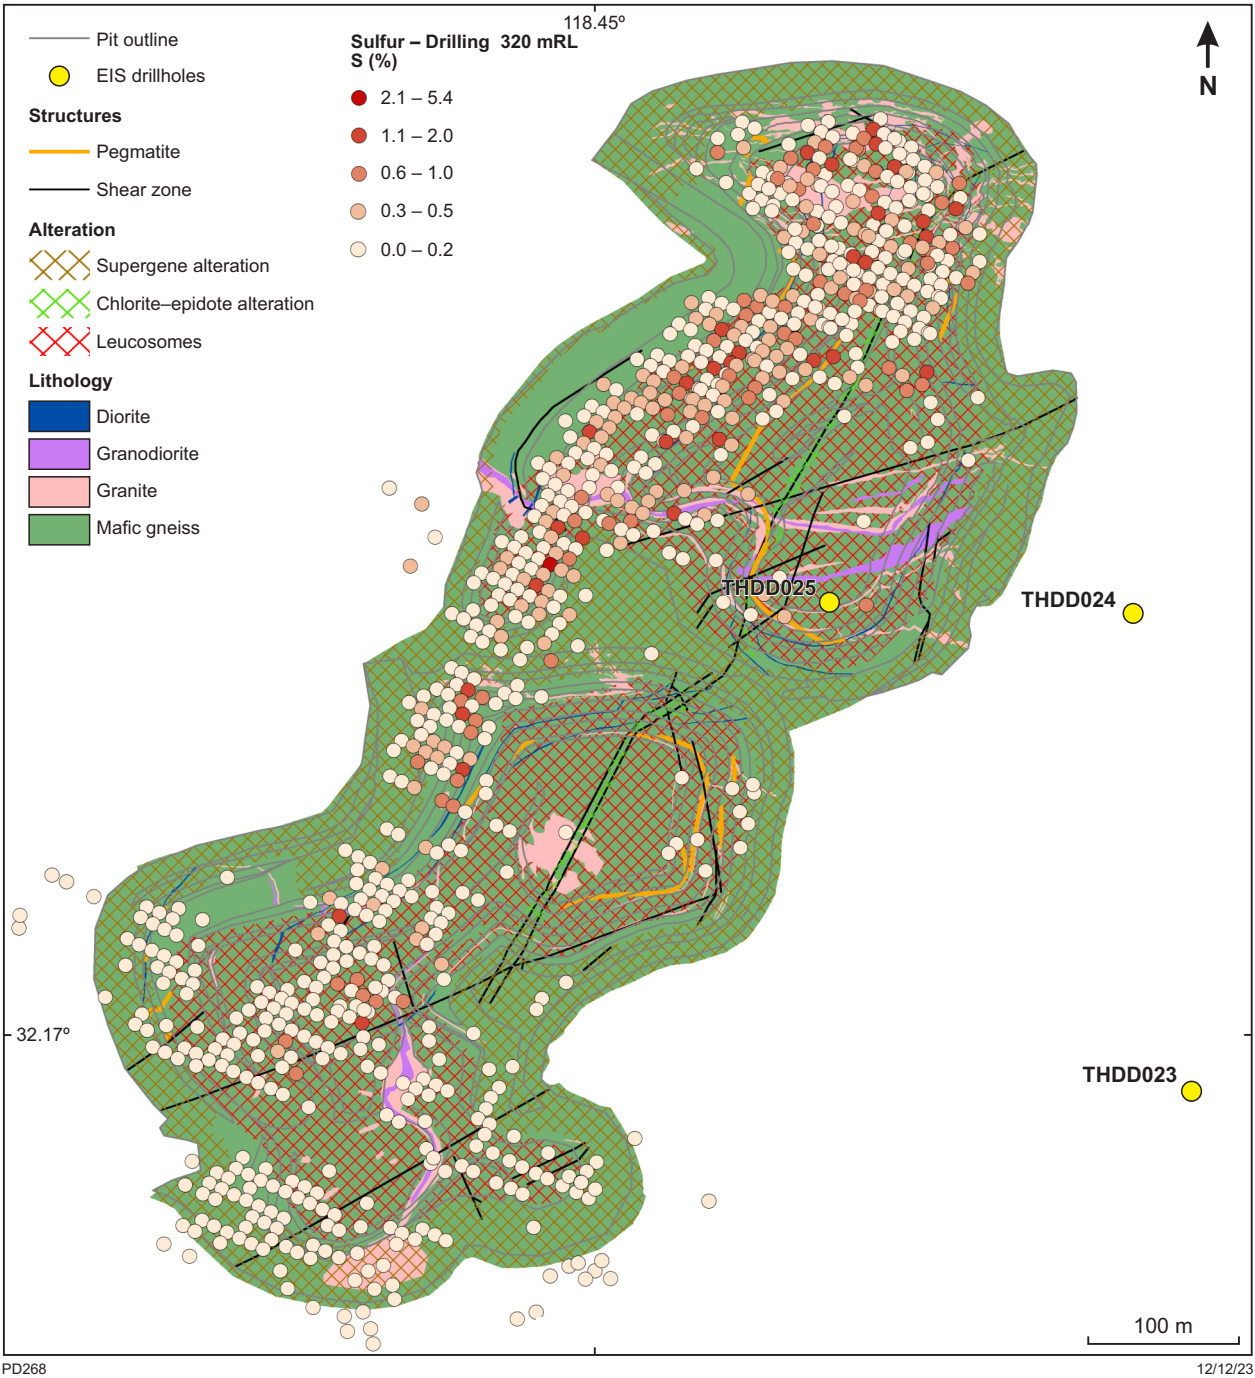 118.45°
Pit outline
EIS drillholes
Structures
Pegmatite
Shear zone
Alteration
Supergene alteration
Chlorite–epidote alteration
Leucosomes
Lithology
Diorite
Granodiorite
Granite
Mafic gneiss
Sulfur – Drilling 320 mRL
S (%)
2.1 – 5.4
1.1 – 2.0
0.6 – 1.0
0.3 – 0.5
0.0 – 0.2
N
THDD025
THDD024
32.17°
THDD023
100 m
PD268
12/12/23